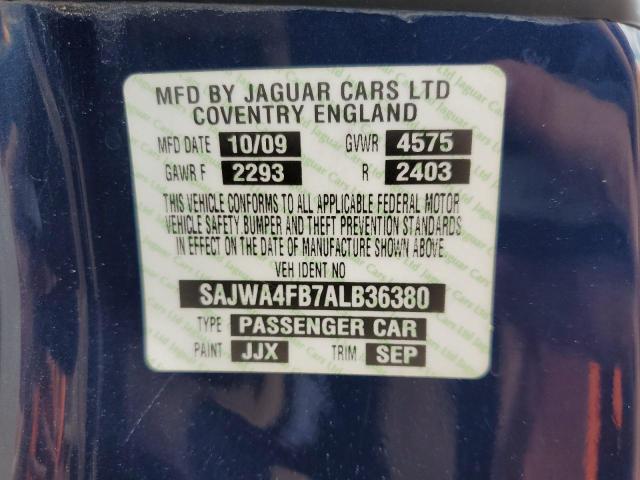 MFD BY JAGUAR CARS LTD
COVENTRY ENGLAND
MFD DATE 10/09 GVWR 4575
GAWR F 2293 R 2403
THIS VEHICLE CONFORMS TO ALL APPLICABLE FEDERAL MOTOR
VEHICLE SAFETY,BUMPER AND THEFT PREVENTION STANDARDS
IN EFFECT ON THE DATE OF MANUFACTURE SHOWN ABOVE.
VEH IDENT NO
SAJWA4FB7ALB36380
TYPE PASSENGER CAR
PAINT JJX TRIM SEP